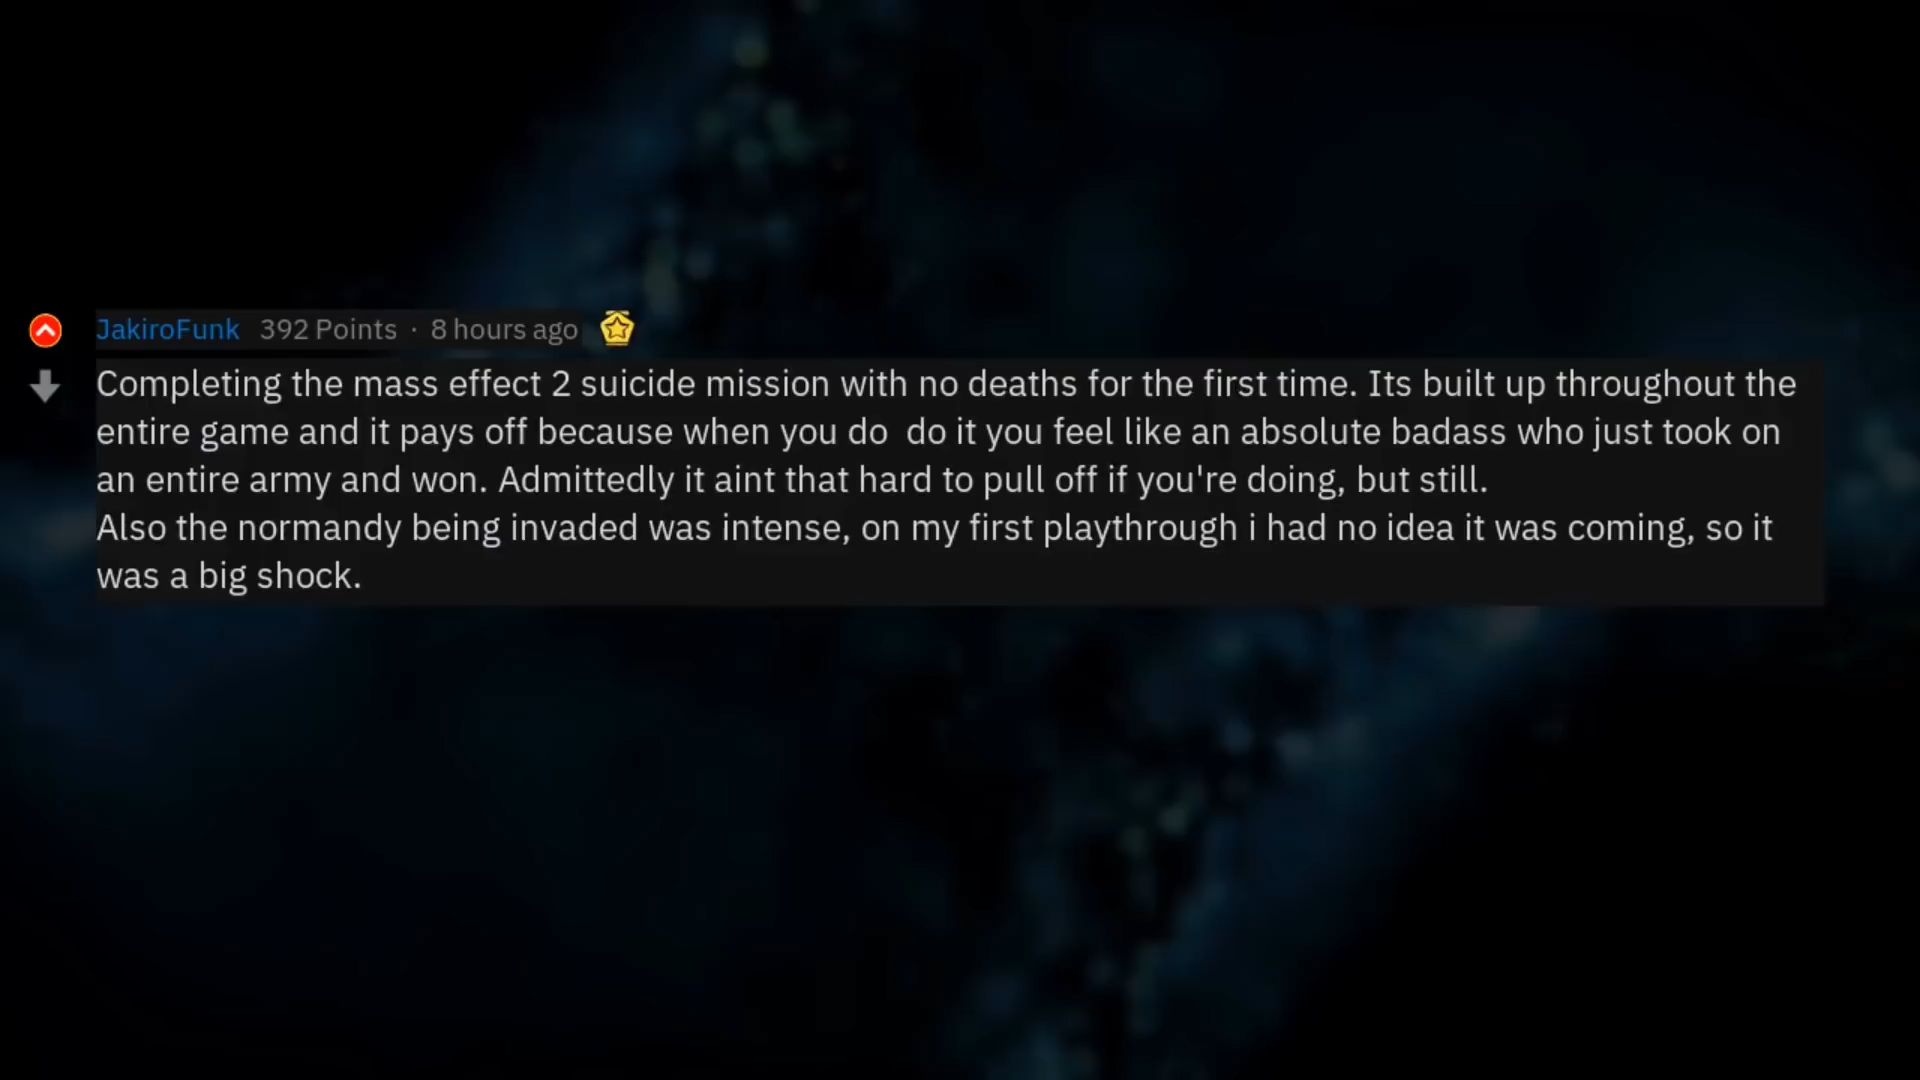 JakiroFunk 392 Points · 8 hours ago
Completing the mass effect 2 suicide mission with no deaths for the first time. Its built up throughout the
entire game and it pays off because when you do  do it you feel like an absolute badass who just took on
an entire army and won. Admittedly it aint that hard to pull off if you're doing, but still.
Also the normandy being invaded was intense, on my first playthrough i had no idea it was coming, so it
was a big shock.